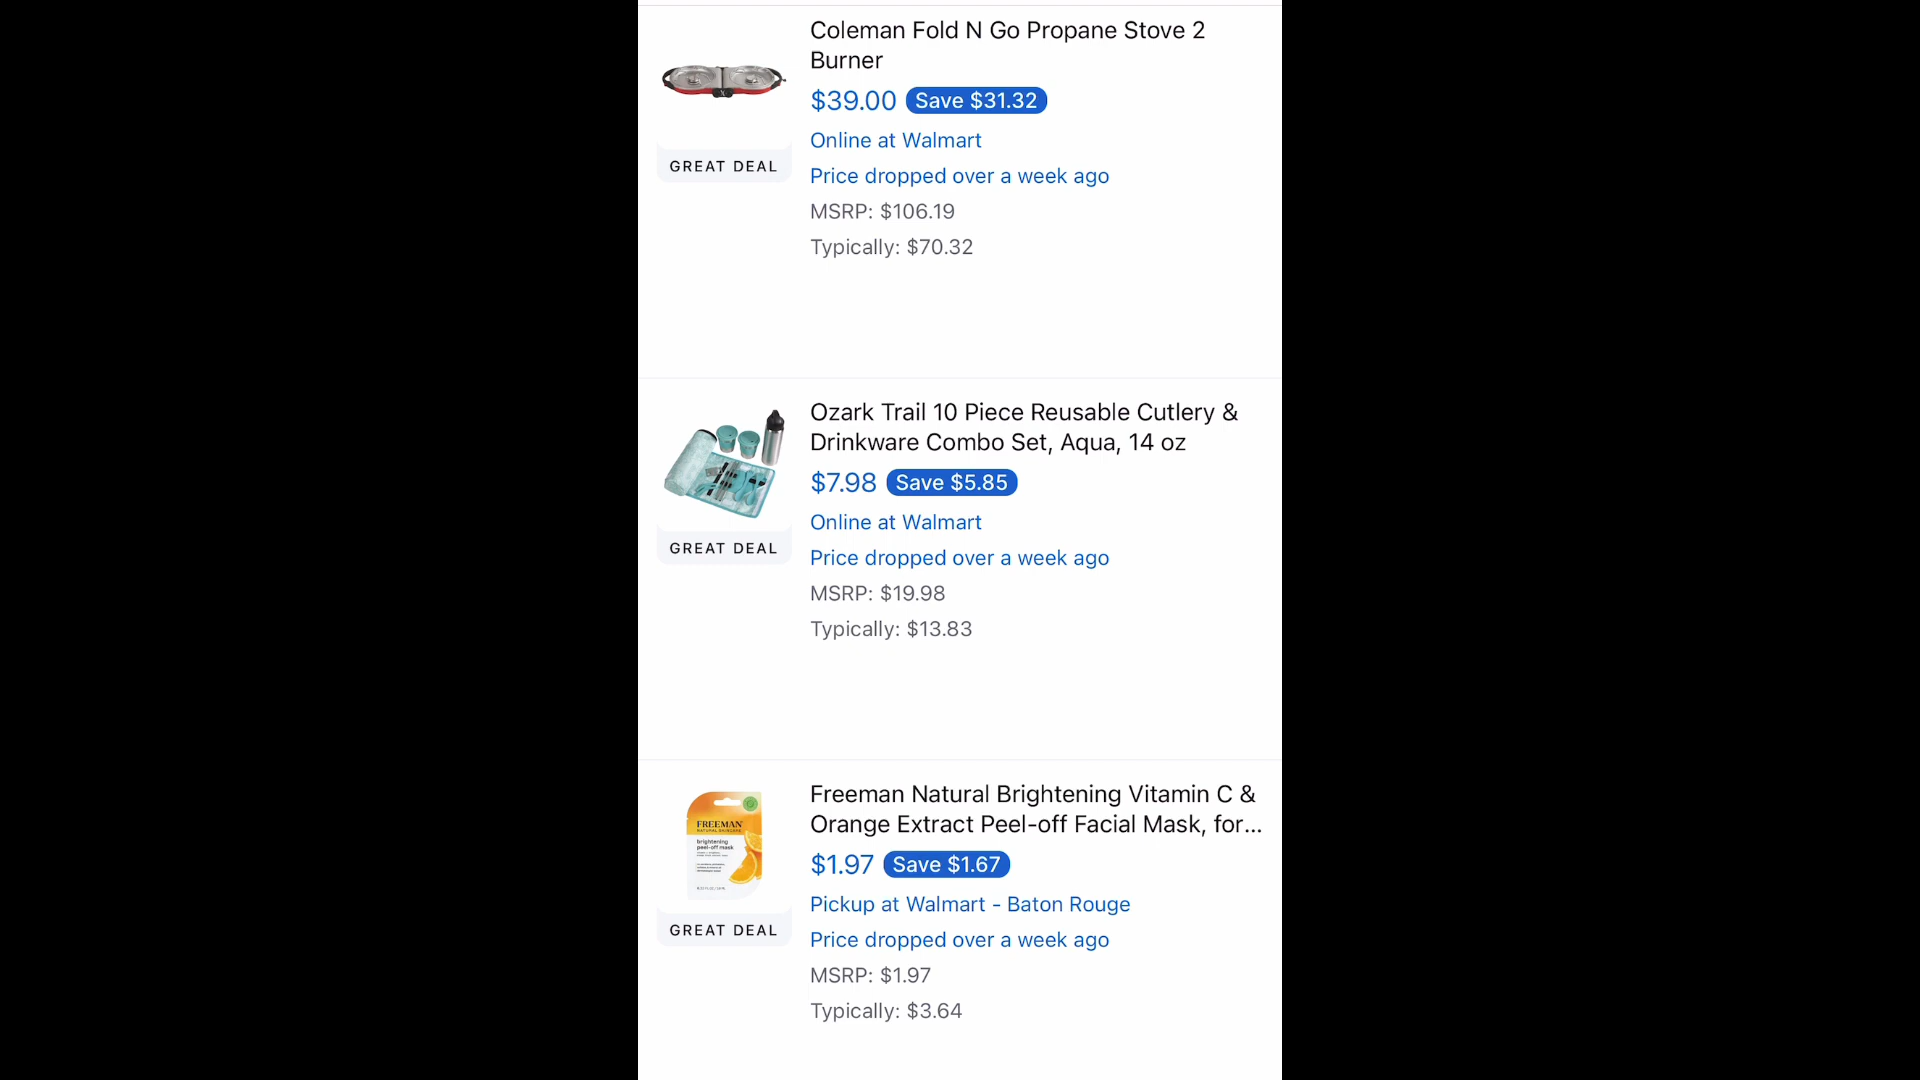 Coleman Fold N Go Propane Stove 2
Burner
$39.00 Save $31.32
Online at Walmart
GREAT DEAL
Price dropped over a week ago
MSRP: $106.19
Typically: $70.32
Ozark Trail 10 Piece Reusable Cutlery &
Drinkware Combo Set, Aqua, 14 oz
$7.98 Save $5.85
Online at Walmart
GREAT DEAL
Price dropped over a week ago
MSRP: $19.98
Typically: $13.83
Freeman Natural Brightening Vitamin C &
Orange Extract Peel-off Facial Mask, for...
FREEMAN
brightening
peel-off mask
$1.97 Save $1.67
Pickup at Walmart - Baton Rouge
GREAT DEAL
Price dropped over a week ago
MSRP: $1.97
Typically: $3.64